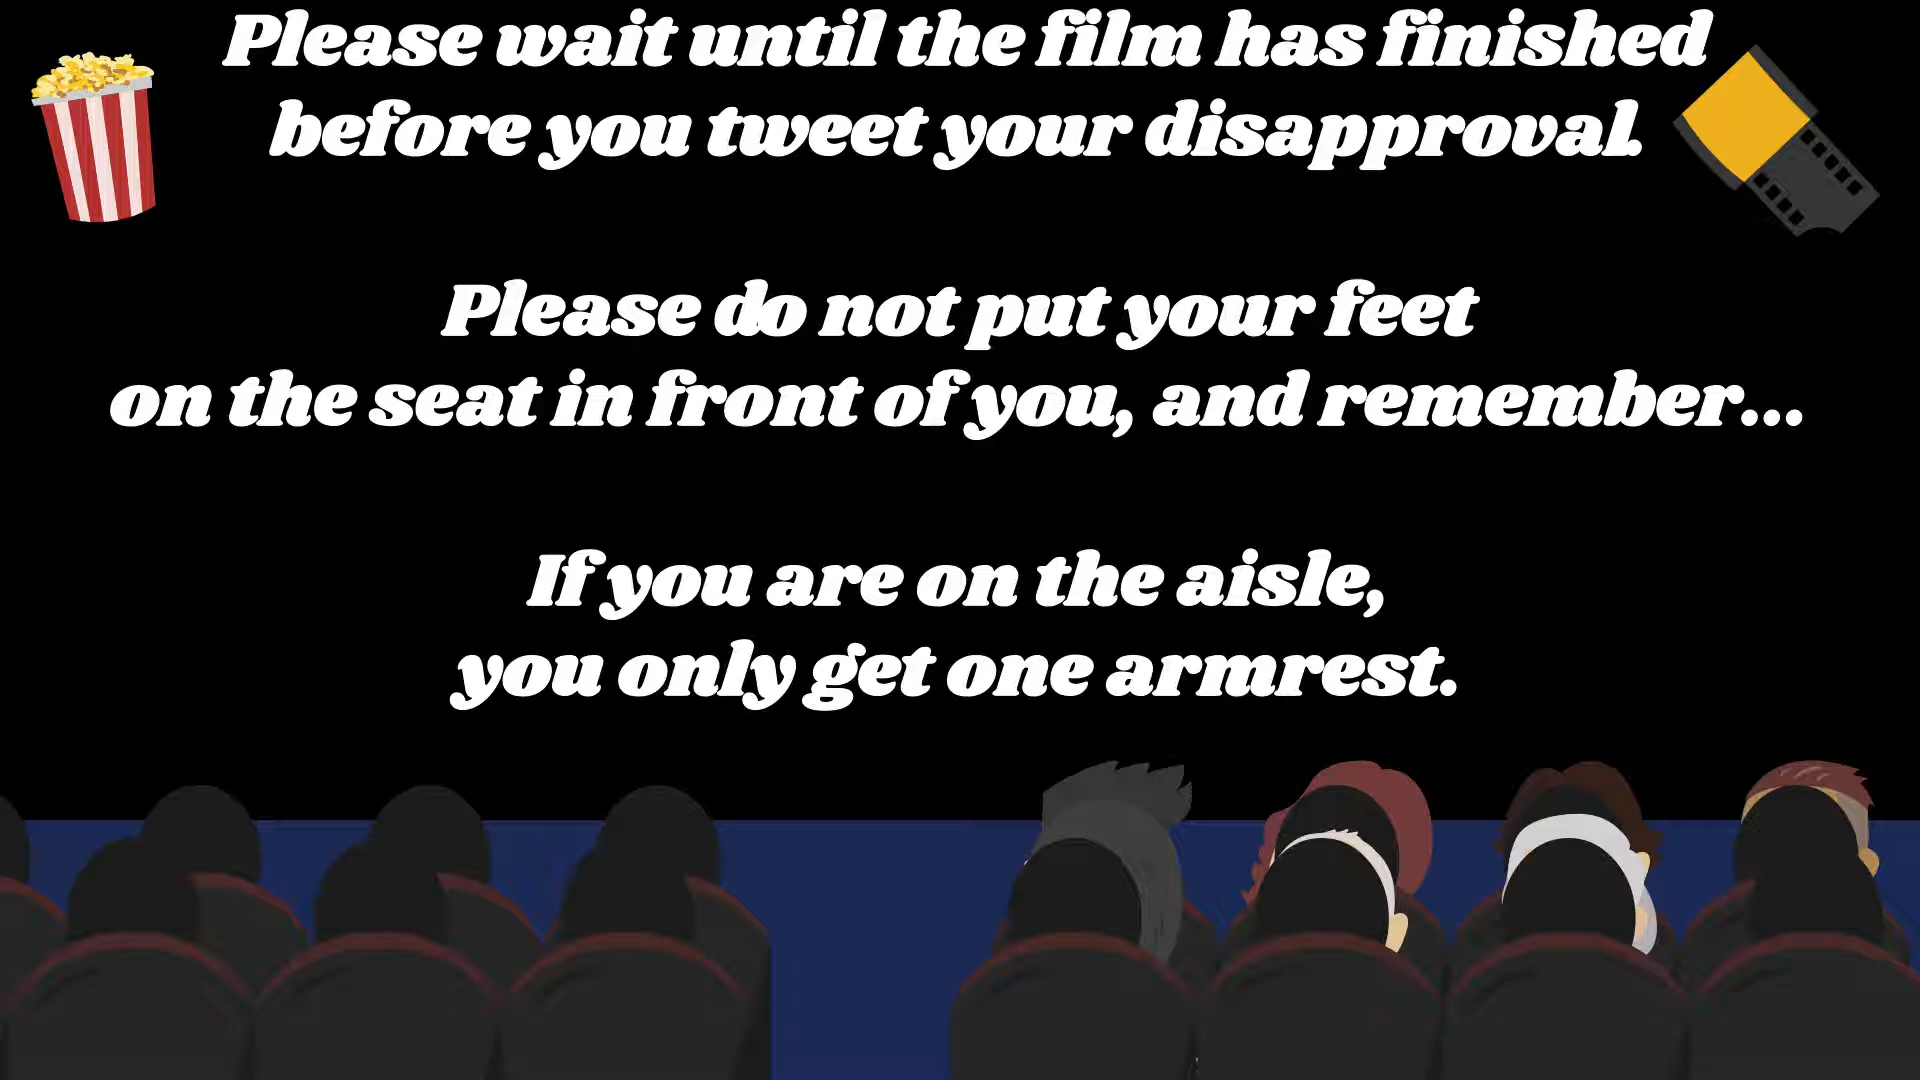 Please wait until the film has finished
before you tweet your disapproval.
Please do not put your feet
on the seat in front of you, and remember...
If you are on the aisle,
you only get one armrest.